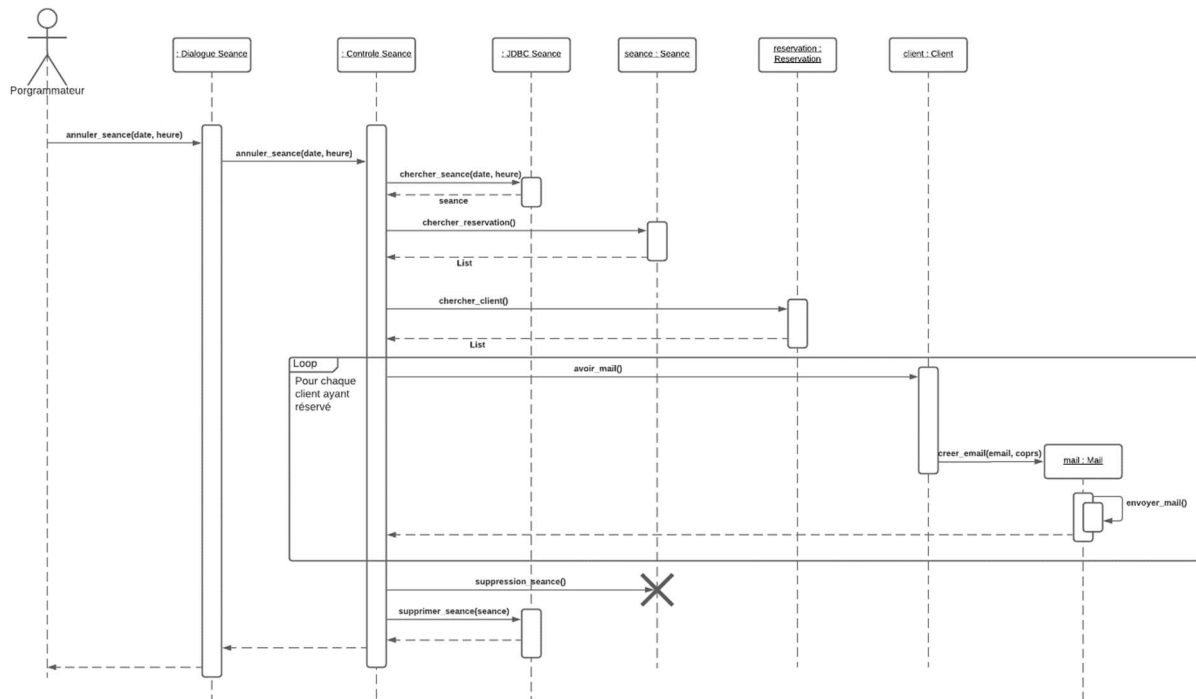 Porgrammateur
: Dialogue Seance
: Controle Seance
: JDBC Seance
seance : Seance
reservation :
Reservation
client : Client
annuler_seance(date, heure)
annuler_seance(date, heure)
chercher_seance(date, heure)
seance
chercher_reservation()
List
chercher_client()
List
Loop
Pour chaque
client ayant
réservé
avoir_mail()
creer_email(email, coprs)
mail : Mail
envoyer_mail()
suppression_seance()
supprimer_seance(seance)